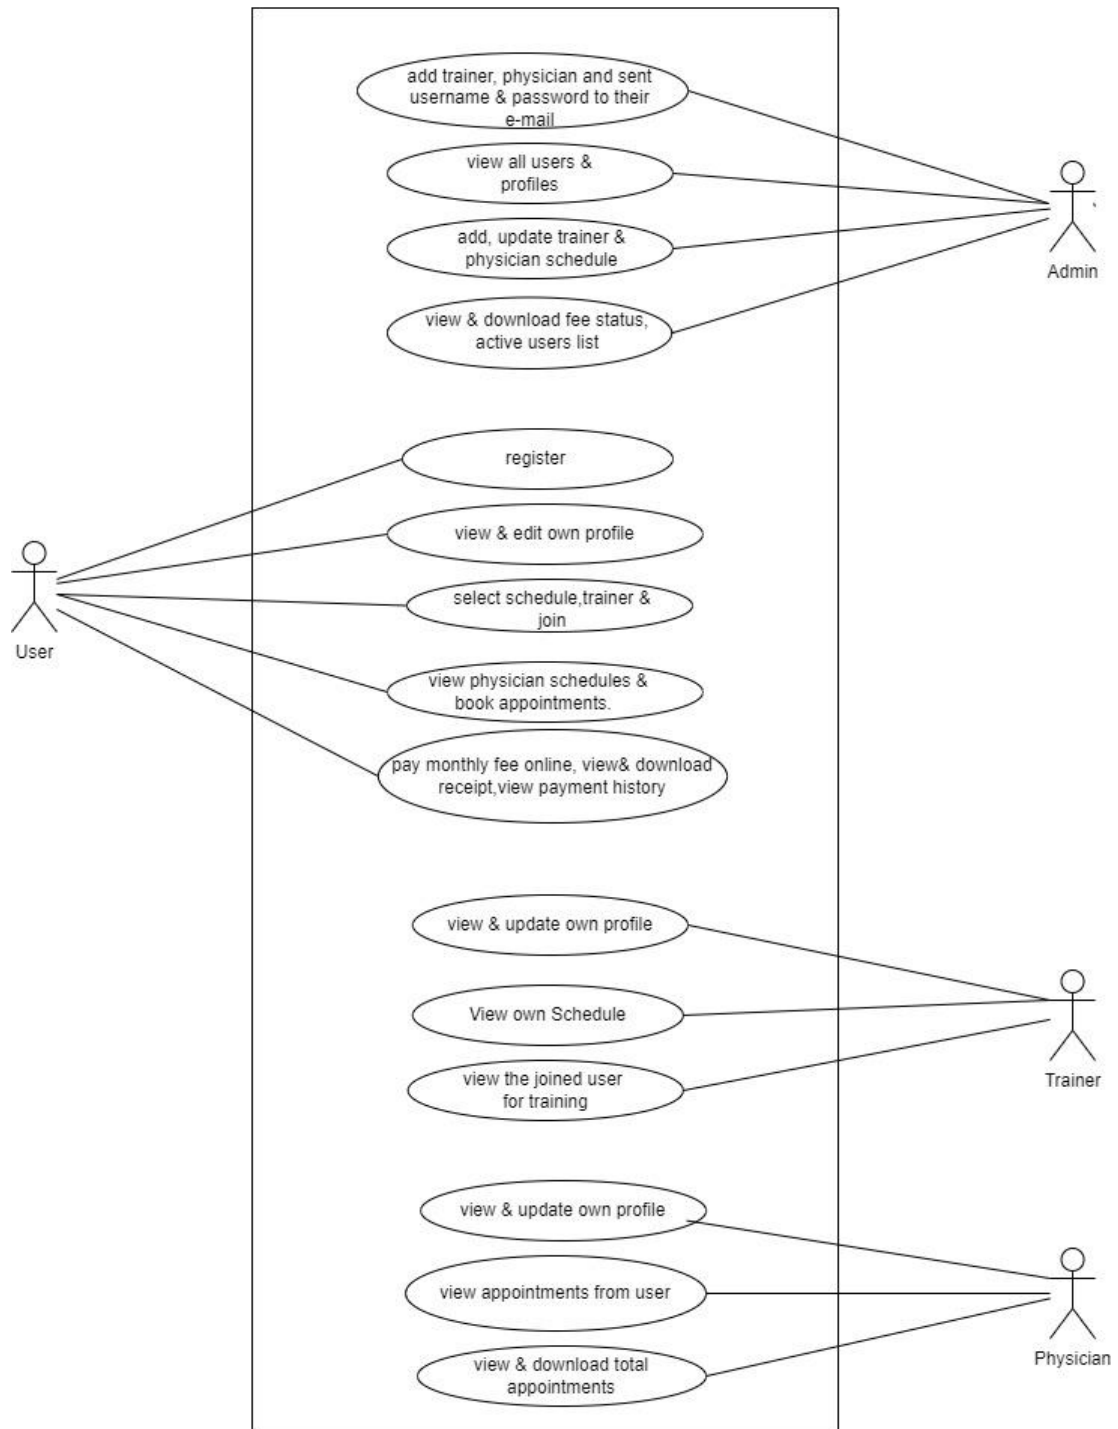 add trainer, physician and sent
username & password to their
e-mail
view all users &
profiles
add, update trainer &
physician schedule
Admin
view & download fee status,
active users list
register
view & edit own profile
select schedule,trainer &
join
User
view physician schedules &
book appointments.
pay monthly fee online, view& download
receipt,view payment history
view & update own profile
View own Schedule
view the joined user
for training
Trainer
view & update own profile
view appointments from user
Physician
view & download total
appointments